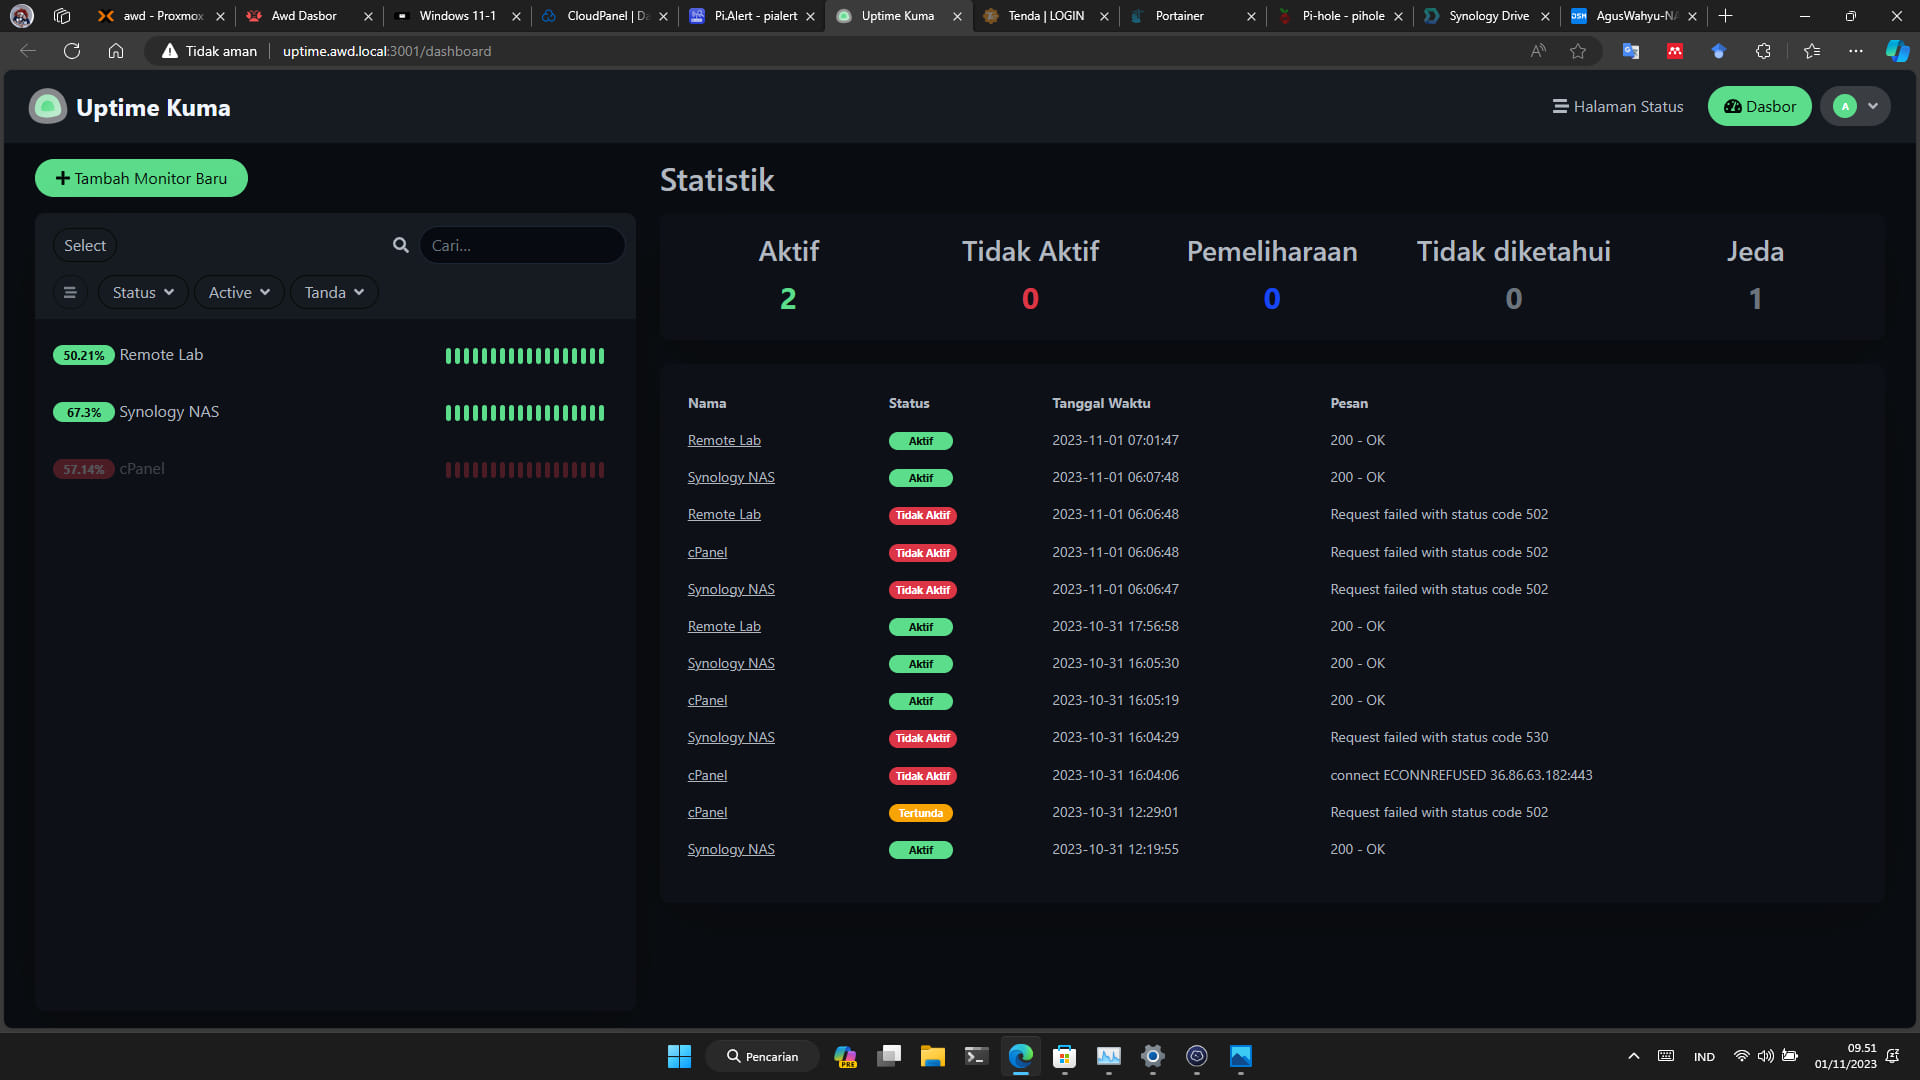 awd - Proxmox
Awd Dasbor
Windows 11-1
CloudPanel | Da
Pi.Alert - pialert
Uptime Kuma
Tenda | LOGIN
Portainer
Pi-hole - pihole
Synology Drive
AgusWahyu-NA
Tidak aman
uptime.awd.local:3001/dashboard
Uptime Kuma
Halaman Status
Dasbor
A
Tambah Monitor Baru
Select
Cari...
Status
Active
Tanda
50.21% Remote Lab
67.3% Synology NAS
57.14% cPanel
Statistik
Aktif Tidak Aktif Pemeliharaan Tidak diketahui Jeda
2 0 0 0 1
Nama Status Tanggal Waktu Pesan
Remote Lab Aktif 2023-11-01 07:01:47 200 - OK
Synology NAS Aktif 2023-11-01 06:07:48 200 - OK
Remote Lab Tidak Aktif 2023-11-01 06:06:48 Request failed with status code 502
cPanel Tidak Aktif 2023-11-01 06:06:48 Request failed with status code 502
Synology NAS Tidak Aktif 2023-11-01 06:06:47 Request failed with status code 502
Remote Lab Aktif 2023-10-31 17:56:58 200 - OK
Synology NAS Aktif 2023-10-31 16:05:30 200 - OK
cPanel Aktif 2023-10-31 16:05:19 200 - OK
Synology NAS Tidak Aktif 2023-10-31 16:04:29 Request failed with status code 530
cPanel Tidak Aktif 2023-10-31 16:04:06 connect ECONNREFUSED 36.86.63.182:443
cPanel Tertunda 2023-10-31 12:29:01 Request failed with status code 502
Synology NAS Aktif 2023-10-31 12:19:55 200 - OK
Pencarian
PRE
IND
09.51
01/11/2023